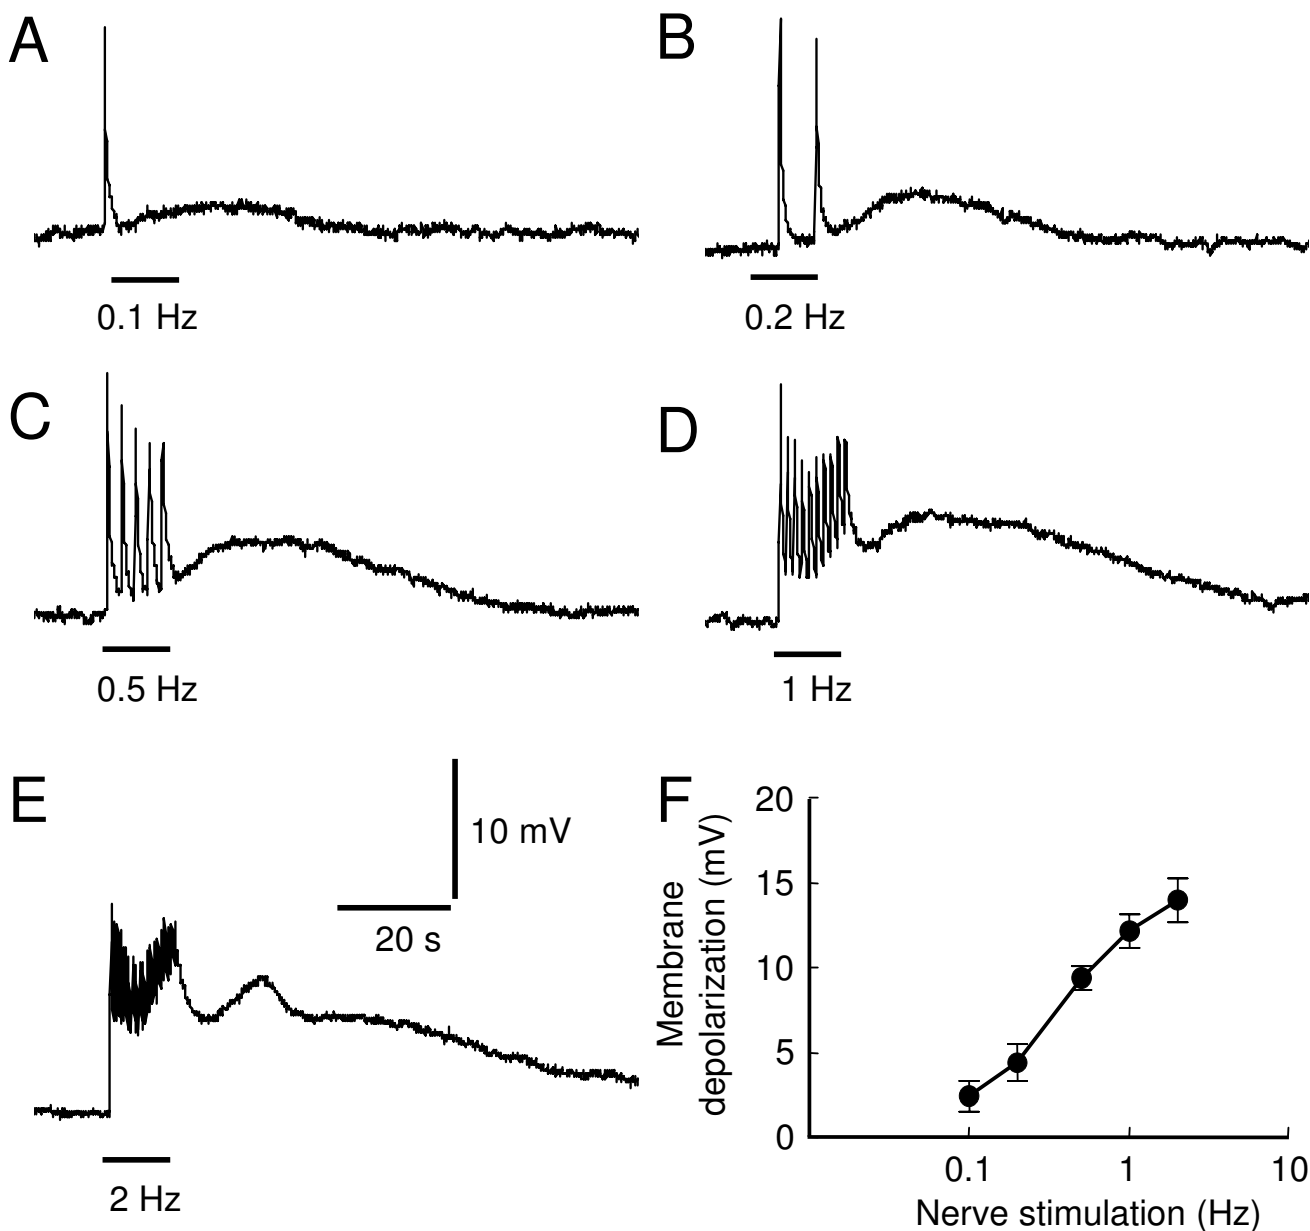 A
0.1 Hz
B
0.2 Hz
C
0.5 Hz
D
1 Hz
E
10 mV
20 s
2 Hz
F
Membrane
depolarization (mV)
20
15
10
5
0
0.1
1
10
Nerve stimulation (Hz)